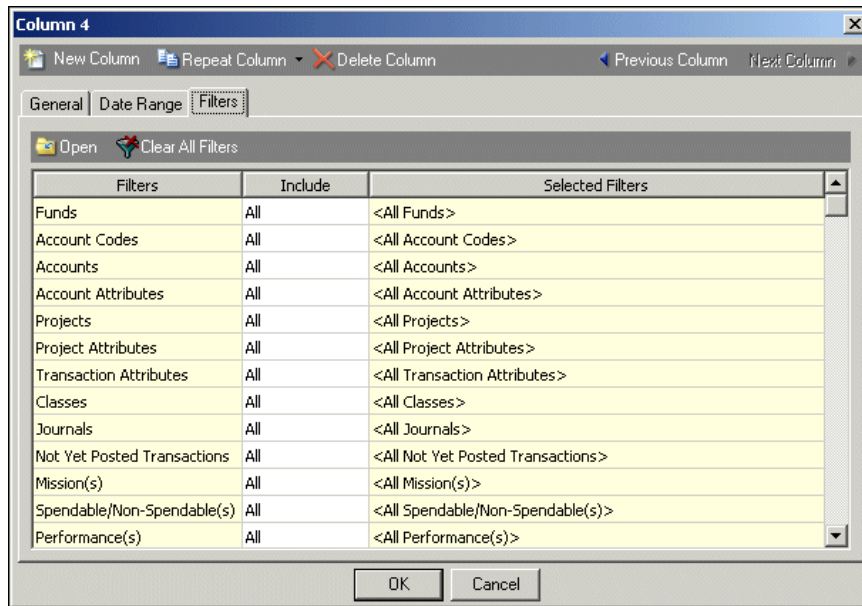 Column 4
New Column Repeat Column Delete Column Previous Column Next Column
General Date Range Filters
Open Clear All Filters
Filters Include Selected Filters
Funds All <All Funds>
Account Codes All <All Account Codes>
Accounts All <All Accounts>
Account Attributes All <All Account Attributes>
Projects All <All Projects>
Project Attributes All <All Project Attributes>
Transaction Attributes All <All Transaction Attributes>
Classes All <All Classes>
Journals All <All Journals>
Not Yet Posted Transactions All <All Not Yet Posted Transactions>
Mission(s) All <All Mission(s)>
Spendable/Non-Spendable(s) All <All Spendable/Non-Spendable(s)>
Performance(s) All <All Performance(s)>
OK Cancel